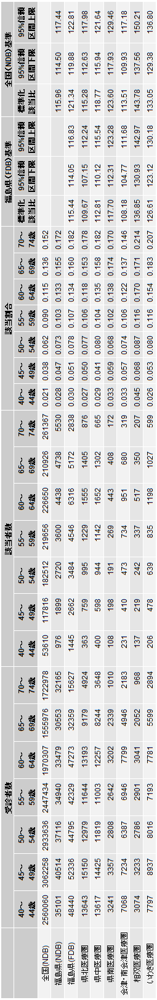 受診者数 該当者数 該当割合 福島県(FDB)基準 全国(NDB)基準
40～44歳 45～49歳 50～54歳 55～59歳 60～64歳 65～69歳 70～74歳 40～44歳 45～49歳 50～54歳 55～59歳 60～64歳 65～69歳 70～74歳 40～44歳 45～49歳 50～54歳 55～59歳 60～64歳 65～69歳 70～74歳 標準化該当比 95%信頼区間下限 95%信頼区間上限 標準化該当比 95%信頼区間下限 95%信頼区間上限
全国(NDB) 2560060 3062258 2933636 2447434 1970307 1555976 1722978 53610 117816 182512 219656 226650 210926 261367 0.021 0.038 0.062 0.090 0.115 0.136 0.152
福島県(NDB) 35101 40514 37116 34940 33479 30553 32165 976 1899 2720 3600 4438 4738 5530 0.028 0.047 0.073 0.103 0.133 0.155 0.172 115.96 114.50 117.44
福島県(FDB) 48440 52336 44795 42329 47273 32359 15627 1445 2662 3484 4546 6316 5172 2838 0.030 0.051 0.078 0.107 0.134 0.160 0.182 115.44 114.05 116.83 121.34 119.88 122.81
県北医療圏 13643 15150 12979 11644 13193 9179 4924 363 759 995 1229 1555 1405 876 0.027 0.050 0.077 0.106 0.118 0.153 0.178 109.67 107.15 112.24 115.28 112.63 117.98
県中医療圏 13617 14425 11819 11003 12257 8244 3648 400 598 944 1142 1652 1302 665 0.029 0.041 0.080 0.104 0.135 0.158 0.182 112.81 110.12 115.54 118.77 115.94 121.64
県南医療圏 3241 3357 2808 2642 3202 2339 1010 108 198 191 269 443 408 172 0.033 0.059 0.068 0.102 0.138 0.174 0.170 117.70 112.31 123.28 123.60 117.93 129.46
会津・南会津医療圏 7068 7234 6387 6946 7799 4946 2183 231 410 473 734 951 680 319 0.033 0.057 0.074 0.106 0.122 0.137 0.146 108.18 104.77 111.68 113.51 109.93 117.18
相双医療圏 3074 3233 2786 2901 3041 2052 968 137 219 242 337 517 350 207 0.045 0.068 0.087 0.116 0.170 0.171 0.214 136.85 130.93 142.97 143.78 137.56 150.21
いわき医療圏 7797 8937 8016 7193 7781 5599 2894 206 478 639 835 1198 1027 599 0.026 0.053 0.080 0.116 0.154 0.183 0.207 126.61 123.12 130.18 133.05 129.38 136.80